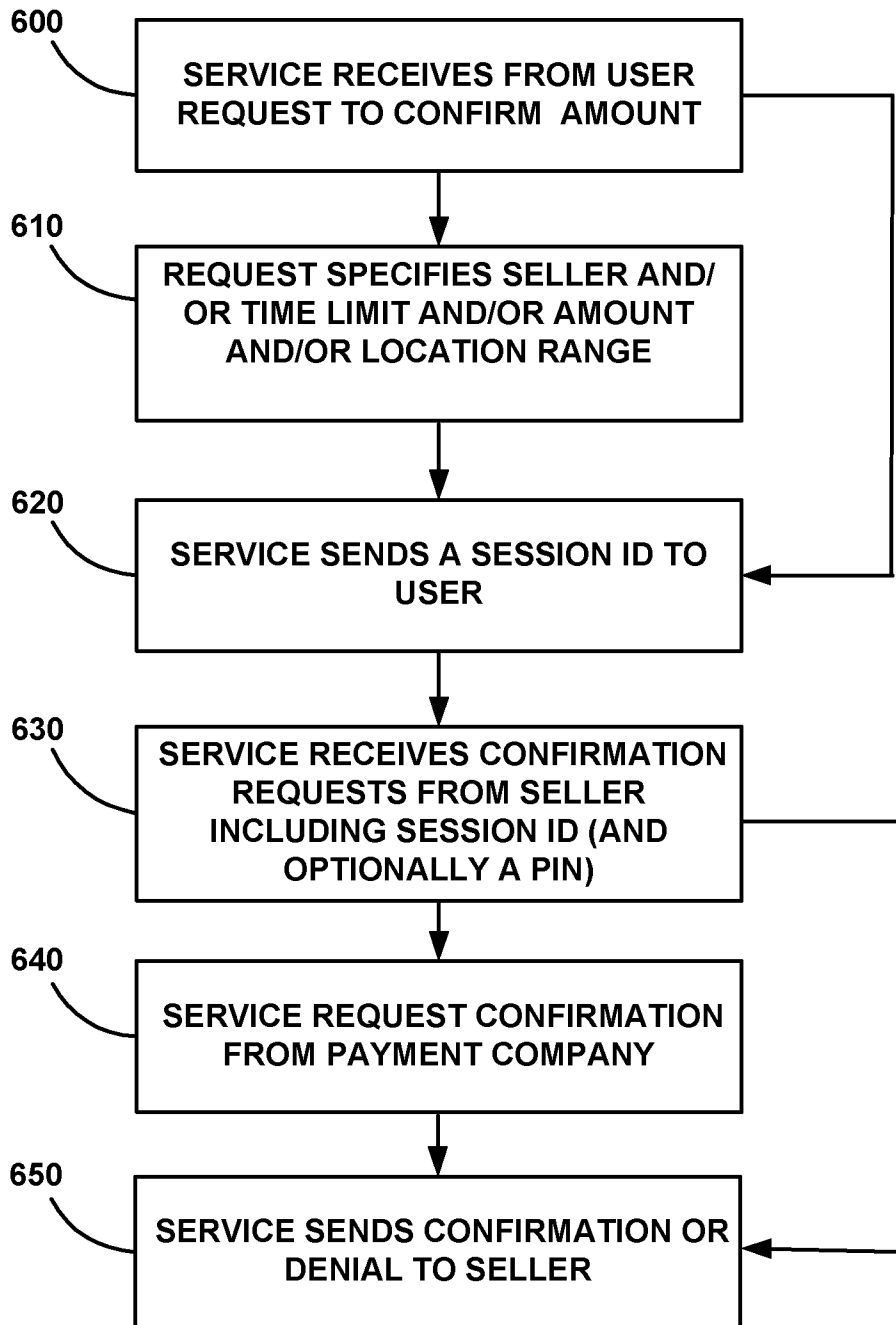 600
SERVICE RECEIVES FROM USER
REQUEST TO CONFIRM AMOUNT
610
REQUEST SPECIFIES SELLER AND/
OR TIME LIMIT AND/OR AMOUNT
AND/OR LOCATION RANGE
620
SERVICE SENDS A SESSION ID TO
USER
630
SERVICE RECEIVES CONFIRMATION
REQUESTS FROM SELLER
INCLUDING SESSION ID (AND
OPTIONALLY A PIN)
640
SERVICE REQUEST CONFIRMATION
FROM PAYMENT COMPANY
650
SERVICE SENDS CONFIRMATION OR
DENIAL TO SELLER